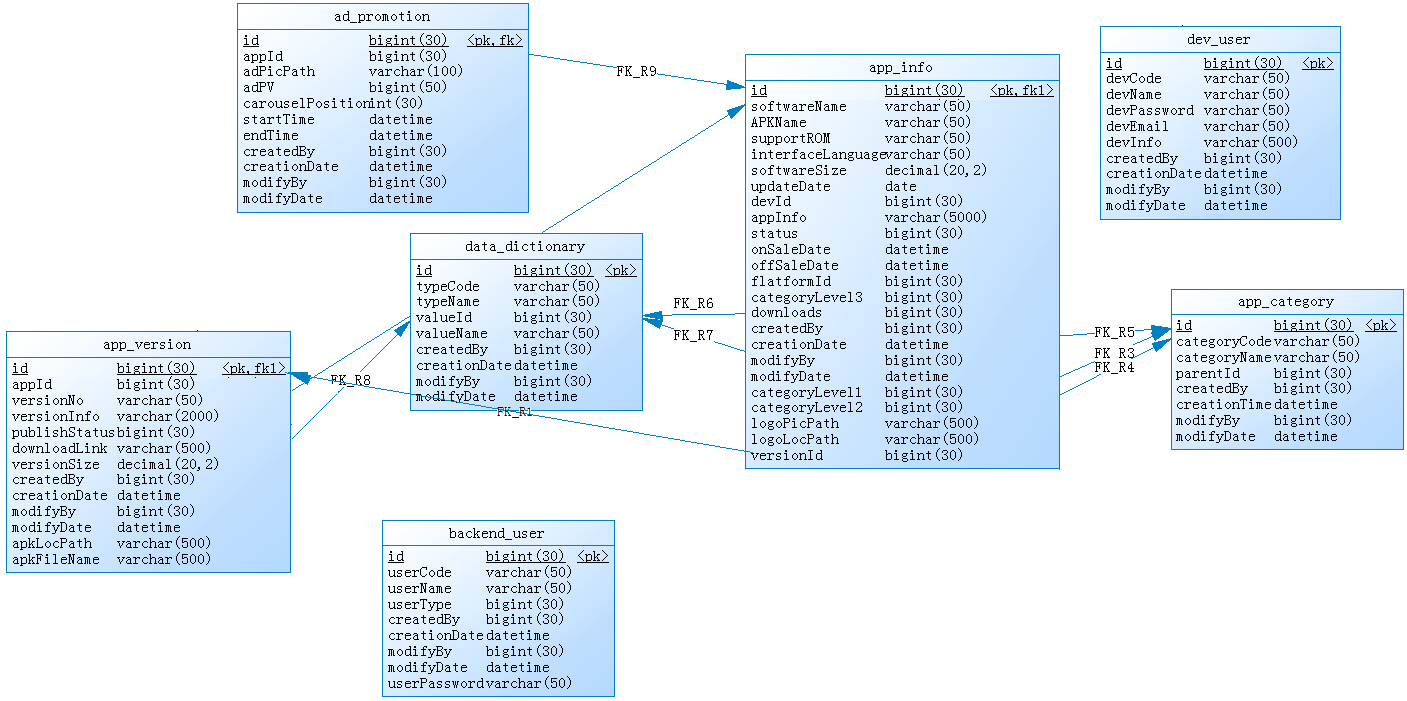 ad_promotion
id bigint(30) <pk,fk>
appId bigint(30)
adPicPath varchar(100)
adPV bigint(50)
carouselPosition int(30)
startTime datetime
endTime datetime
createdBy bigint(30)
creationDate datetime
modifyBy bigint(30)
modifyDate datetime
FK_R9
app_info
id bigint(30) <pk,fk1>
softwareName varchar(50)
APKName varchar(50)
supportROM varchar(50)
interfaceLanguage varchar(50)
softwareSize decimal(20,2)
updateDate date
devId bigint(30)
appInfo varchar(5000)
status bigint(30)
onSaleDate datetime
offSaleDate datetime
flatformId bigint(30)
categoryLevel3 bigint(30)
downloads bigint(30)
createdBy bigint(30)
creationDate datetime
modifyBy bigint(30)
modifyDate datetime
categoryLevel1 bigint(30)
categoryLevel2 bigint(30)
logoPicPath varchar(500)
logoLocPath varchar(500)
versionId bigint(30)
dev_user
id bigint(30) <pk>
devCode varchar(50)
devName varchar(50)
devPassword varchar(50)
devEmail varchar(50)
devInfo varchar(500)
createdBy bigint(30)
creationDate datetime
modifyBy bigint(30)
modifyDate datetime
data_dictionary
id bigint(30) <pk>
typeCode varchar(50)
typeName varchar(50)
valueId bigint(30)
valueName varchar(50)
createdBy bigint(30)
creationDate datetime
modifyBy bigint(30)
modifyDate datetime
FK_R6
FK_R7
FK_R5
FK_R3
FK_R4
app_category
id bigint(30) <pk>
categoryCode varchar(50)
categoryName varchar(50)
parentId bigint(30)
createdBy bigint(30)
creationTime datetime
modifyBy bigint(30)
modifyDate datetime
app_version
id bigint(30) <pk,fk1>
appId bigint(30)
versionNo varchar(50)
versionInfo varchar(2000)
publishStatus bigint(30)
downloadLink varchar(500)
versionSize decimal(20,2)
createdBy bigint(30)
creationDate datetime
modifyBy bigint(30)
modifyDate datetime
apkLocPath varchar(500)
apkFileName varchar(500)
FK_R8
FK_R1
backend_user
id bigint(30) <pk>
userCode varchar(50)
userName varchar(50)
userType bigint(30)
createdBy bigint(30)
creationDate datetime
modifyBy bigint(30)
modifyDate datetime
userPassword varchar(50)